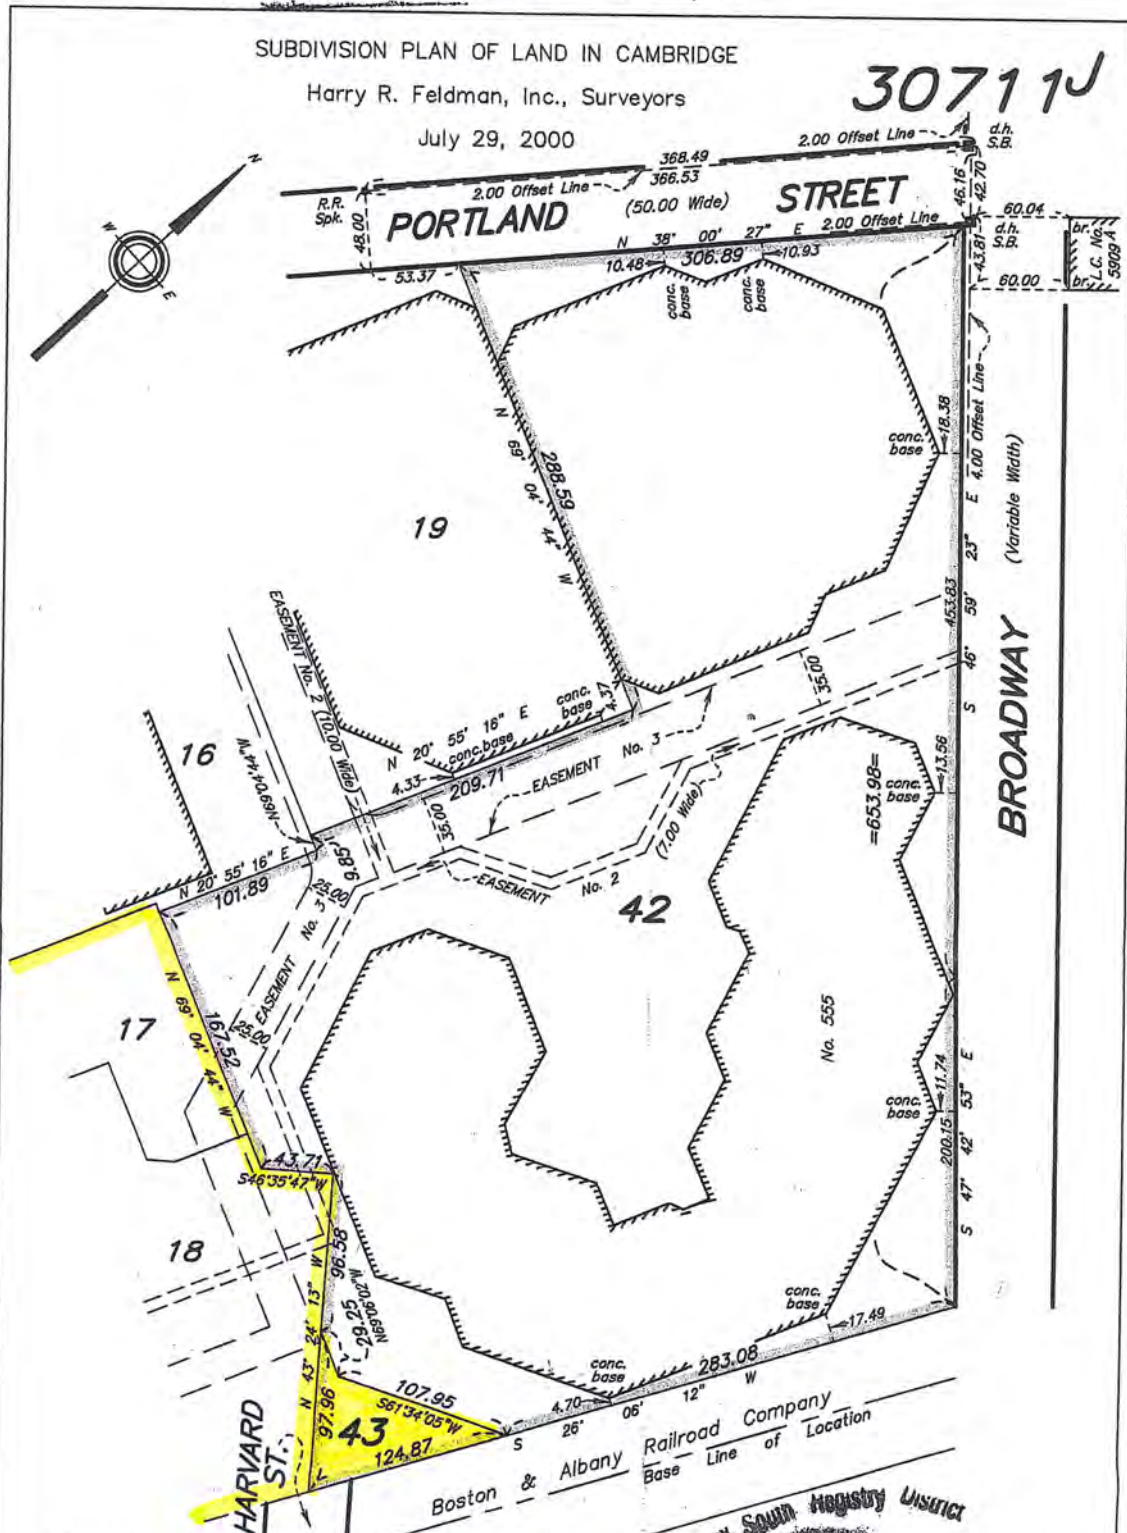 SUBDIVISION PLAN OF LAND IN CAMBRIDGE
Harry R. Feldman, Inc., Surveyors
July 29, 2000
30711J
2.00 Offset Line
d.h.
S.B.
368.49
366.53
2.00 Offset Line
46.16
42.70
R.R.
Spk.
48.00
PORTLAND
(50.00 Wide)
STREET
2.00 Offset Line
60.04
d.h.
S.B.
43.81
br.
L.C. No.
5909 A
br.
60.00
N 38° 00' 27" E
306.89
53.37
10.48
10.93
conc.
base
conc.
base
N
W
E
N 69° 04' 44" W
288.59
conc.
base
18.38
4.00 Offset Line
(Variable Width)
19
S 46° 59' 23" E
453.83
BROADWAY
EASEMENT No. 2 (10.00 Wide)
35.00
conc.
base
4.37
N 20° 55' 16" E
conc. base
16
N69°04'44"W
4.33
209.71
EASEMENT No. 3
13.56
conc.
base
=653.98=
35.00
(7.00 Wide)
9.85
N 20° 55' 16" E
101.89
25.00
EASEMENT No. 2
42
EASEMENT No. 3
17
N 69° 04' 44" W
167.52
25.00
No. 555
conc.
base
11.74
S 47° 42' 53" E
200.15
43.71
S46°35'47"W
18
96.58
N 43° 24' 13" W
29.25
N69°06'02"W
conc.
base
17.49
283.08
conc.
base
4.70
S 26° 06' 12" W
107.95
S61°34'05"W
97.96
43
124.87
HARVARD
ST.
Boston & Albany Railroad Company
Base Line of Location
South Registry District